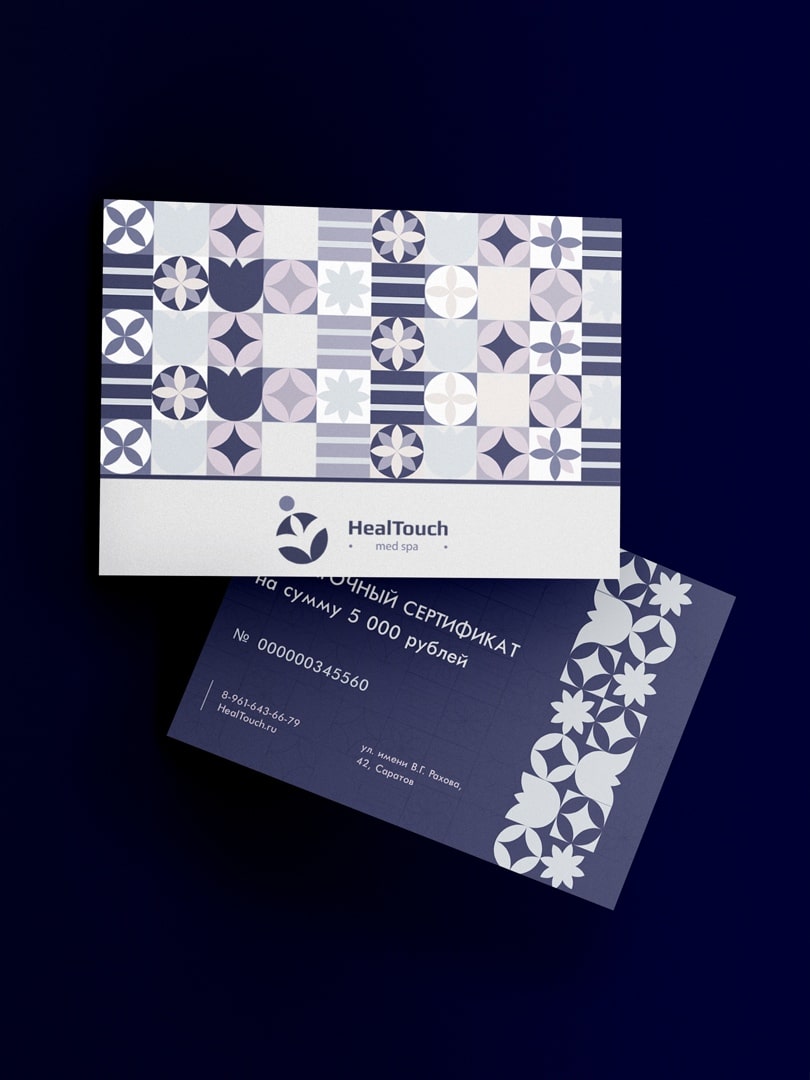 HealTouch
med spa
СЕРТИФИКАТ
на сумму 5 000 рублей
№ 000000345560
8-961-643-66-79
HealTouch.ru
ул. имени В.Г. Рахова,
42, Саратов